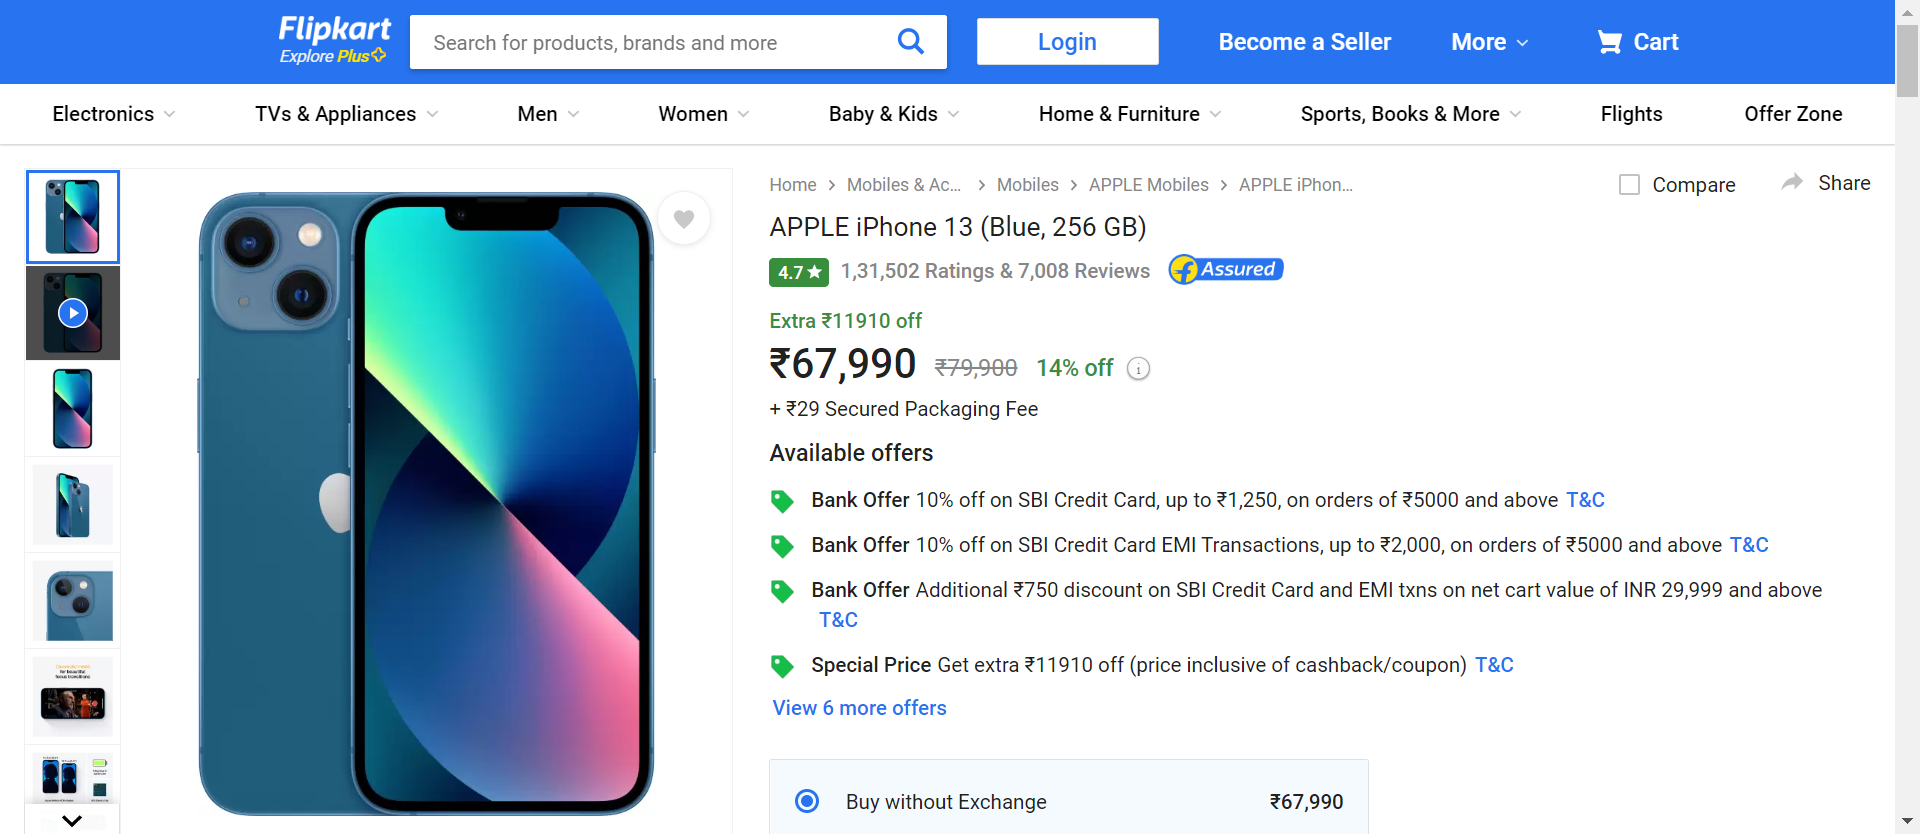 Flipkart
Explore Plus
Search for products, brands and more
Login
Become a Seller
More
Cart
Electronics
TVs & Appliances
Men
Women
Baby & Kids
Home & Furniture
Sports, Books & More
Flights
Offer Zone
Home > Mobiles & Ac... > Mobiles > APPLE Mobiles > APPLE iPhon...
Compare
Share
APPLE iPhone 13 (Blue, 256 GB)
4.7★ 1,31,502 Ratings & 7,008 Reviews
Assured
Extra ₹11910 off
₹67,990 ₹79,900 14% off
+ ₹29 Secured Packaging Fee
Available offers
Bank Offer 10% off on SBI Credit Card, up to ₹1,250, on orders of ₹5000 and above T&C
Bank Offer 10% off on SBI Credit Card EMI Transactions, up to ₹2,000, on orders of ₹5000 and above T&C
Bank Offer Additional ₹750 discount on SBI Credit Card and EMI txns on net cart value of INR 29,999 and above
T&C
Special Price Get extra ₹11910 off (price inclusive of cashback/coupon) T&C
View 6 more offers
Buy without Exchange ₹67,990
for beautiful
focus transitions